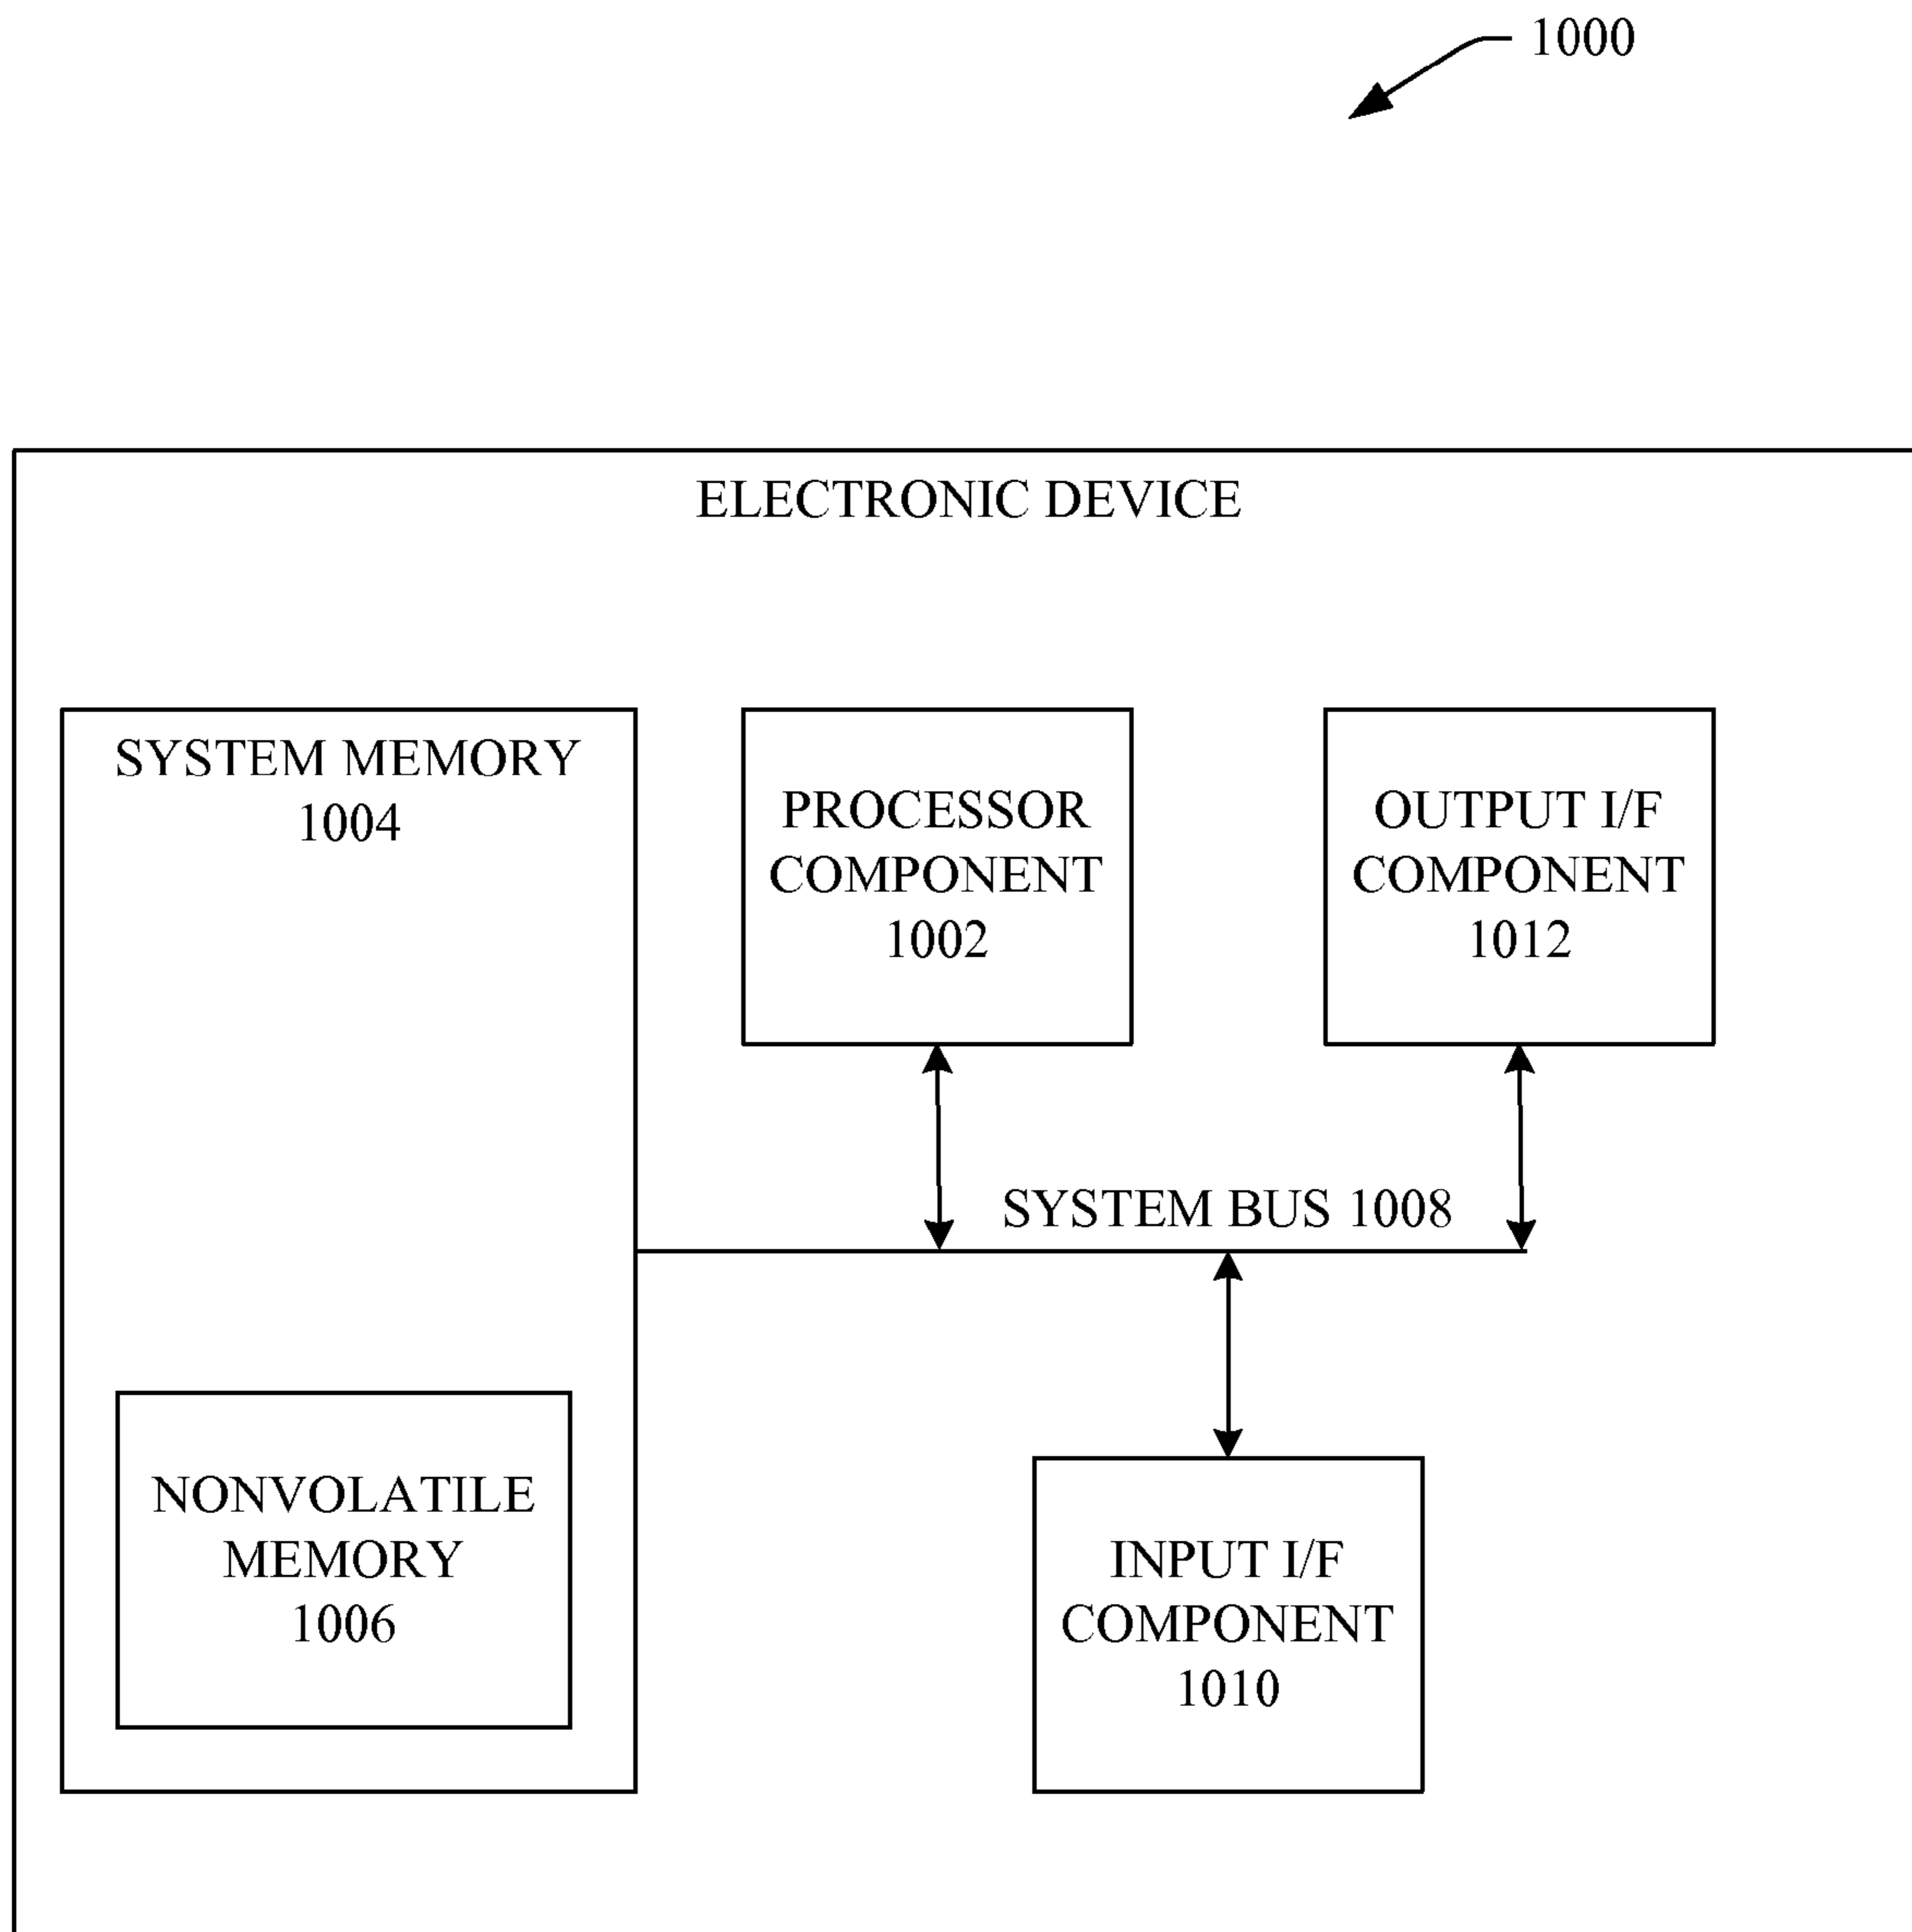 1000
ELECTRONIC DEVICE
SYSTEM MEMORY
1004
PROCESSOR
COMPONENT
1002
OUTPUT I/F
COMPONENT
1012
SYSTEM BUS 1008
NONVOLATILE
MEMORY
1006
INPUT I/F
COMPONENT
1010